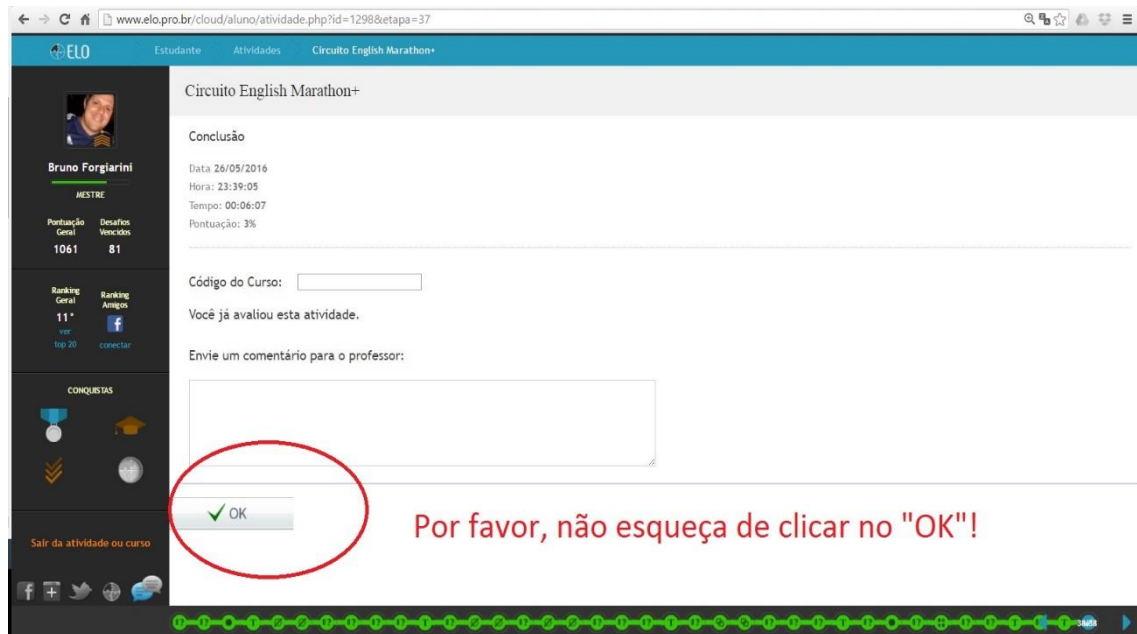 www.elo.pro.br/cloud/aluno/atividade.php?id=1298&etapa=37
ELO Estudante Atividades Circuito English Marathon+
Circuito English Marathon+
Bruno Forgiarini
MESTRE
Pontuação Geral Desafios Vencidos
1061 81
Ranking Geral Ranking Amigos
11°
ver top 20 conectar
CONQUISTAS
Sair da atividade ou curso
Conclusão
Data 26/05/2016
Hora: 23:39:05
Tempo: 00:06:07
Pontuação: 3%
Código do Curso:
Você já avaliou esta atividade.
Envie um comentário para o professor:
OK
Por favor, não esqueça de clicar no "OK"!